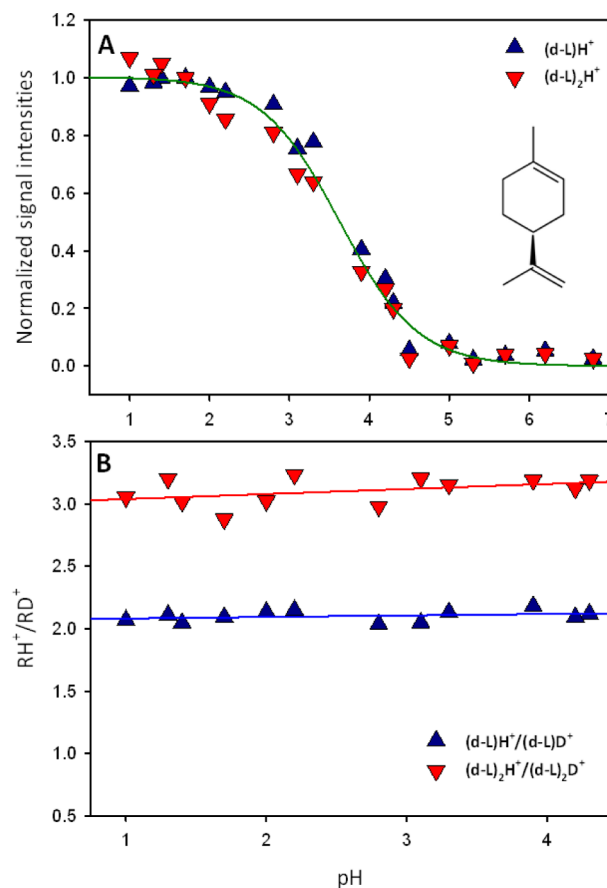 A
(d-L)H⁺
(d-L)₂H⁺
Normalized signal intensities
1.2
1.0
0.8
0.6
0.4
0.2
0.0
1 2 3 4 5 6 7
B
RH⁺/RD⁺
3.5
3.0
2.5
2.0
1.5
1.0
0.5
(d-L)H⁺/(d-L)D⁺
(d-L)₂H⁺/(d-L)₂D⁺
1 2 3 4
pH